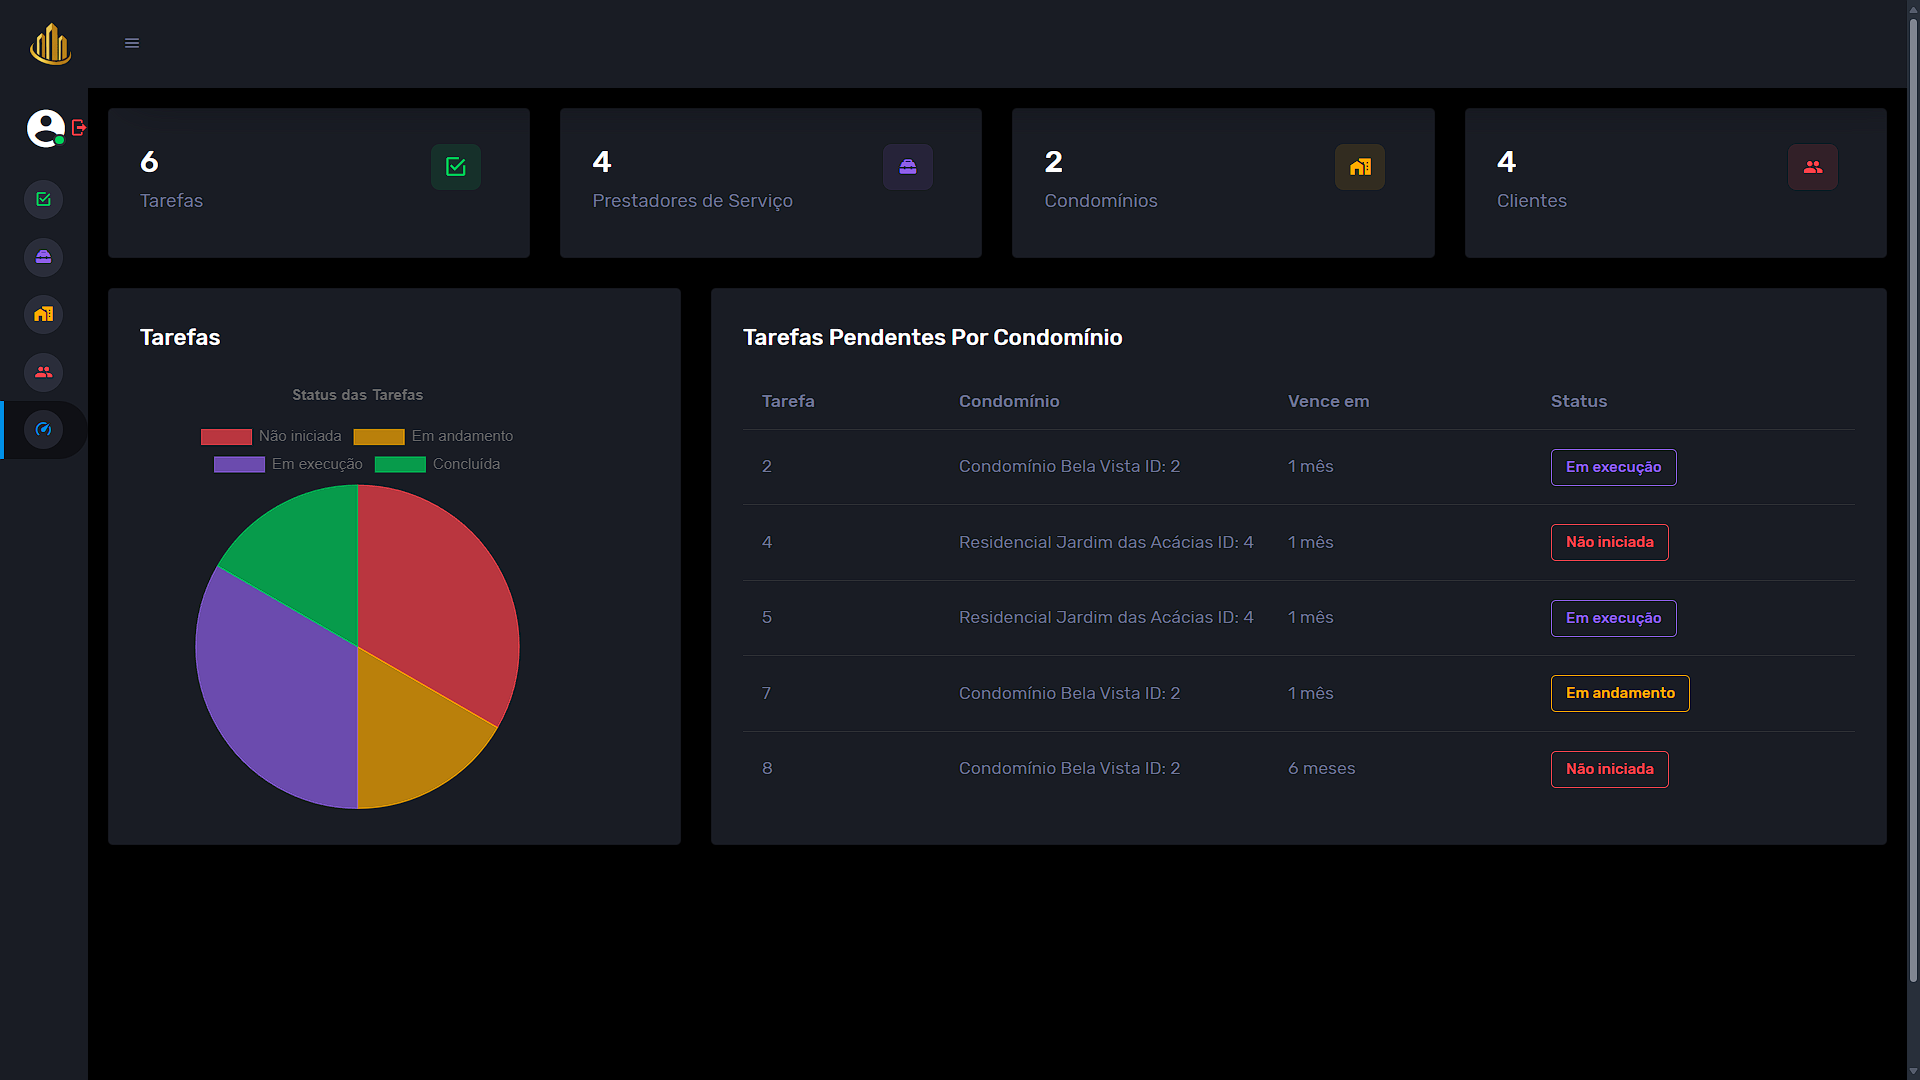 6
Tarefas
4
Prestadores de Serviço
2
Condomínios
4
Clientes
Tarefas
Status das Tarefas
Não iniciada Em andamento
Em execução Concluída
Tarefas Pendentes Por Condomínio
Tarefa Condomínio Vence em Status
2 Condomínio Bela Vista ID: 2 1 mês Em execução
4 Residencial Jardim das Acácias ID: 4 1 mês Não iniciada
5 Residencial Jardim das Acácias ID: 4 1 mês Em execução
7 Condomínio Bela Vista ID: 2 1 mês Em andamento
8 Condomínio Bela Vista ID: 2 6 meses Não iniciada